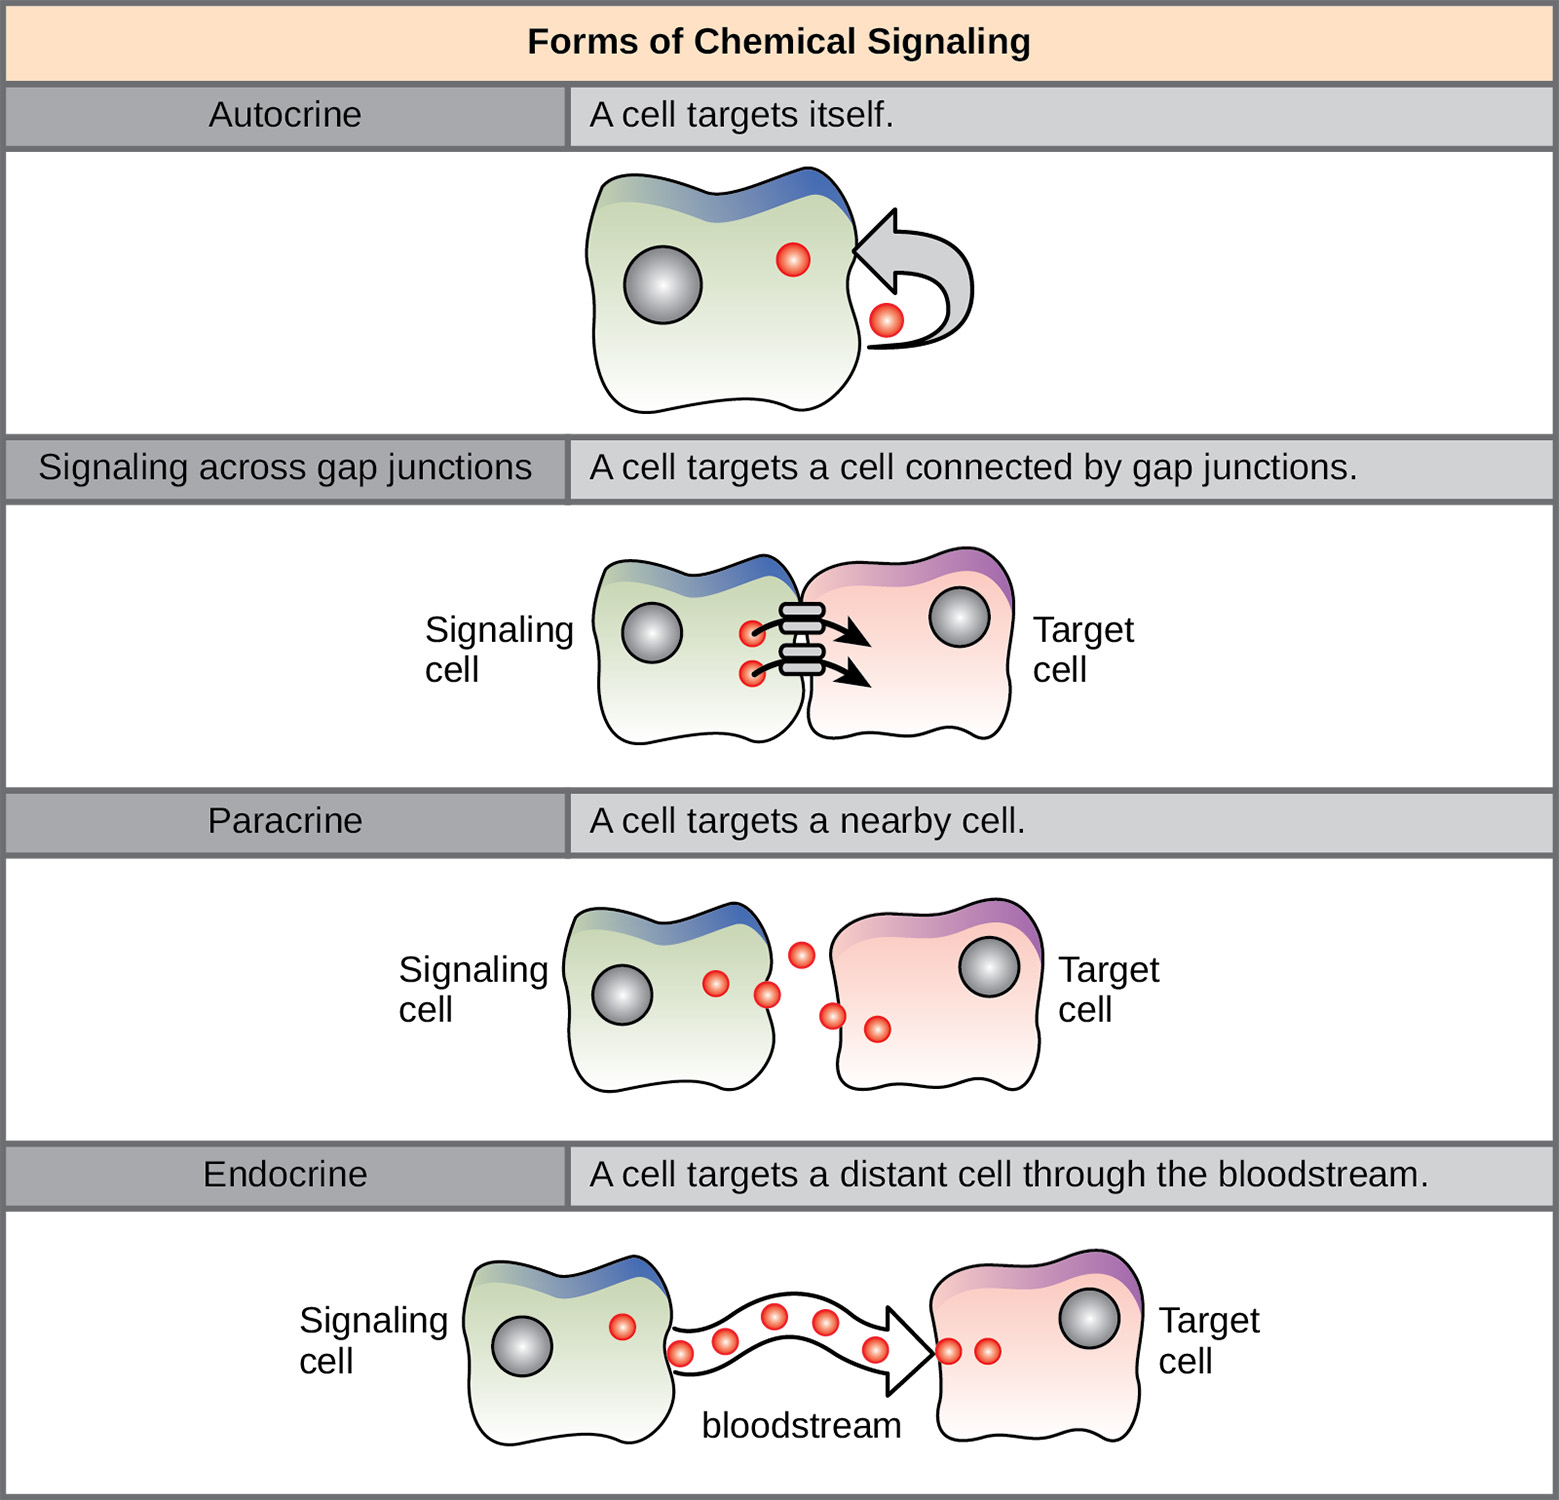 Forms of Chemical Signaling
Autocrine
A cell targets itself.
Signaling across gap junctions
A cell targets a cell connected by gap junctions.
Signaling
cell
Target
cell
Paracrine
A cell targets a nearby cell.
Signaling
cell
Target
cell
Endocrine
A cell targets a distant cell through the bloodstream.
Signaling
cell
Target
cell
bloodstream